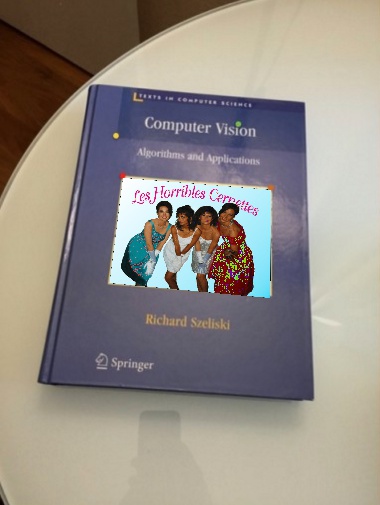 TEXTS IN COMPUTER SCIENCE
Computer Vision
Algorithms and Applications
Les Horribles Cernettes
Richard Szeliski
Springer